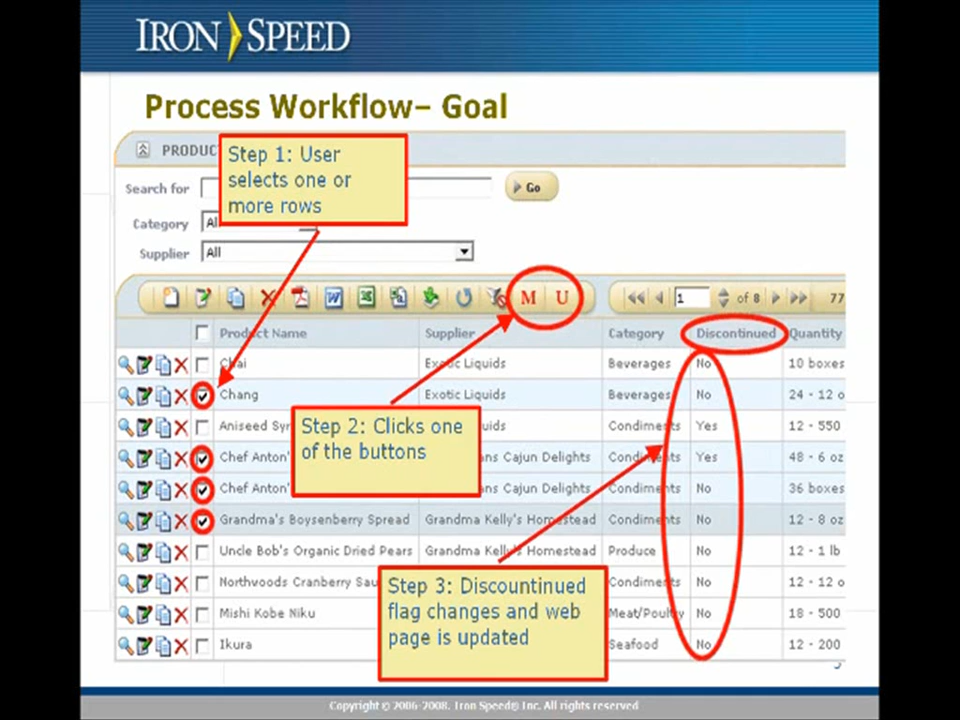 IRON SPEED
Process Workflow– Goal
PRODUC
Step 1: User
selects one or
more rows
Search for
Go
Category
All
Supplier
All
M U
1 of 8 77
Product Name Supplier Category Discontinued Quantity
Chai Exotic Liquids Beverages No 10 boxes
Chang Exotic Liquids Beverages No 24 - 12 o
Aniseed Syr uids Condiments Yes 12 - 550
Step 2: Clicks one
of the buttons
Chef Anton' ans Cajun Delights Condiments Yes 48 - 6 oz
Chef Anton' ans Cajun Delights Condiments No 36 boxes
Grandma's Boysenberry Spread Grandma Kelly's Homestead Condiments No 12 - 8 oz
Uncle Bob's Organic Dried Pears Grandma Kelly's Homestead Produce No 12 - 1 lb
Northwoods Cranberry Sau Condiments No 12 - 12 o
Mishi Kobe Niku Meat/Poultry No 18 - 500
Ikura Seafood No 12 - 200
Step 3: Discountinued
flag changes and web
page is updated
Copyright © 2006-2008. Iron Speed® Inc. All rights reserved